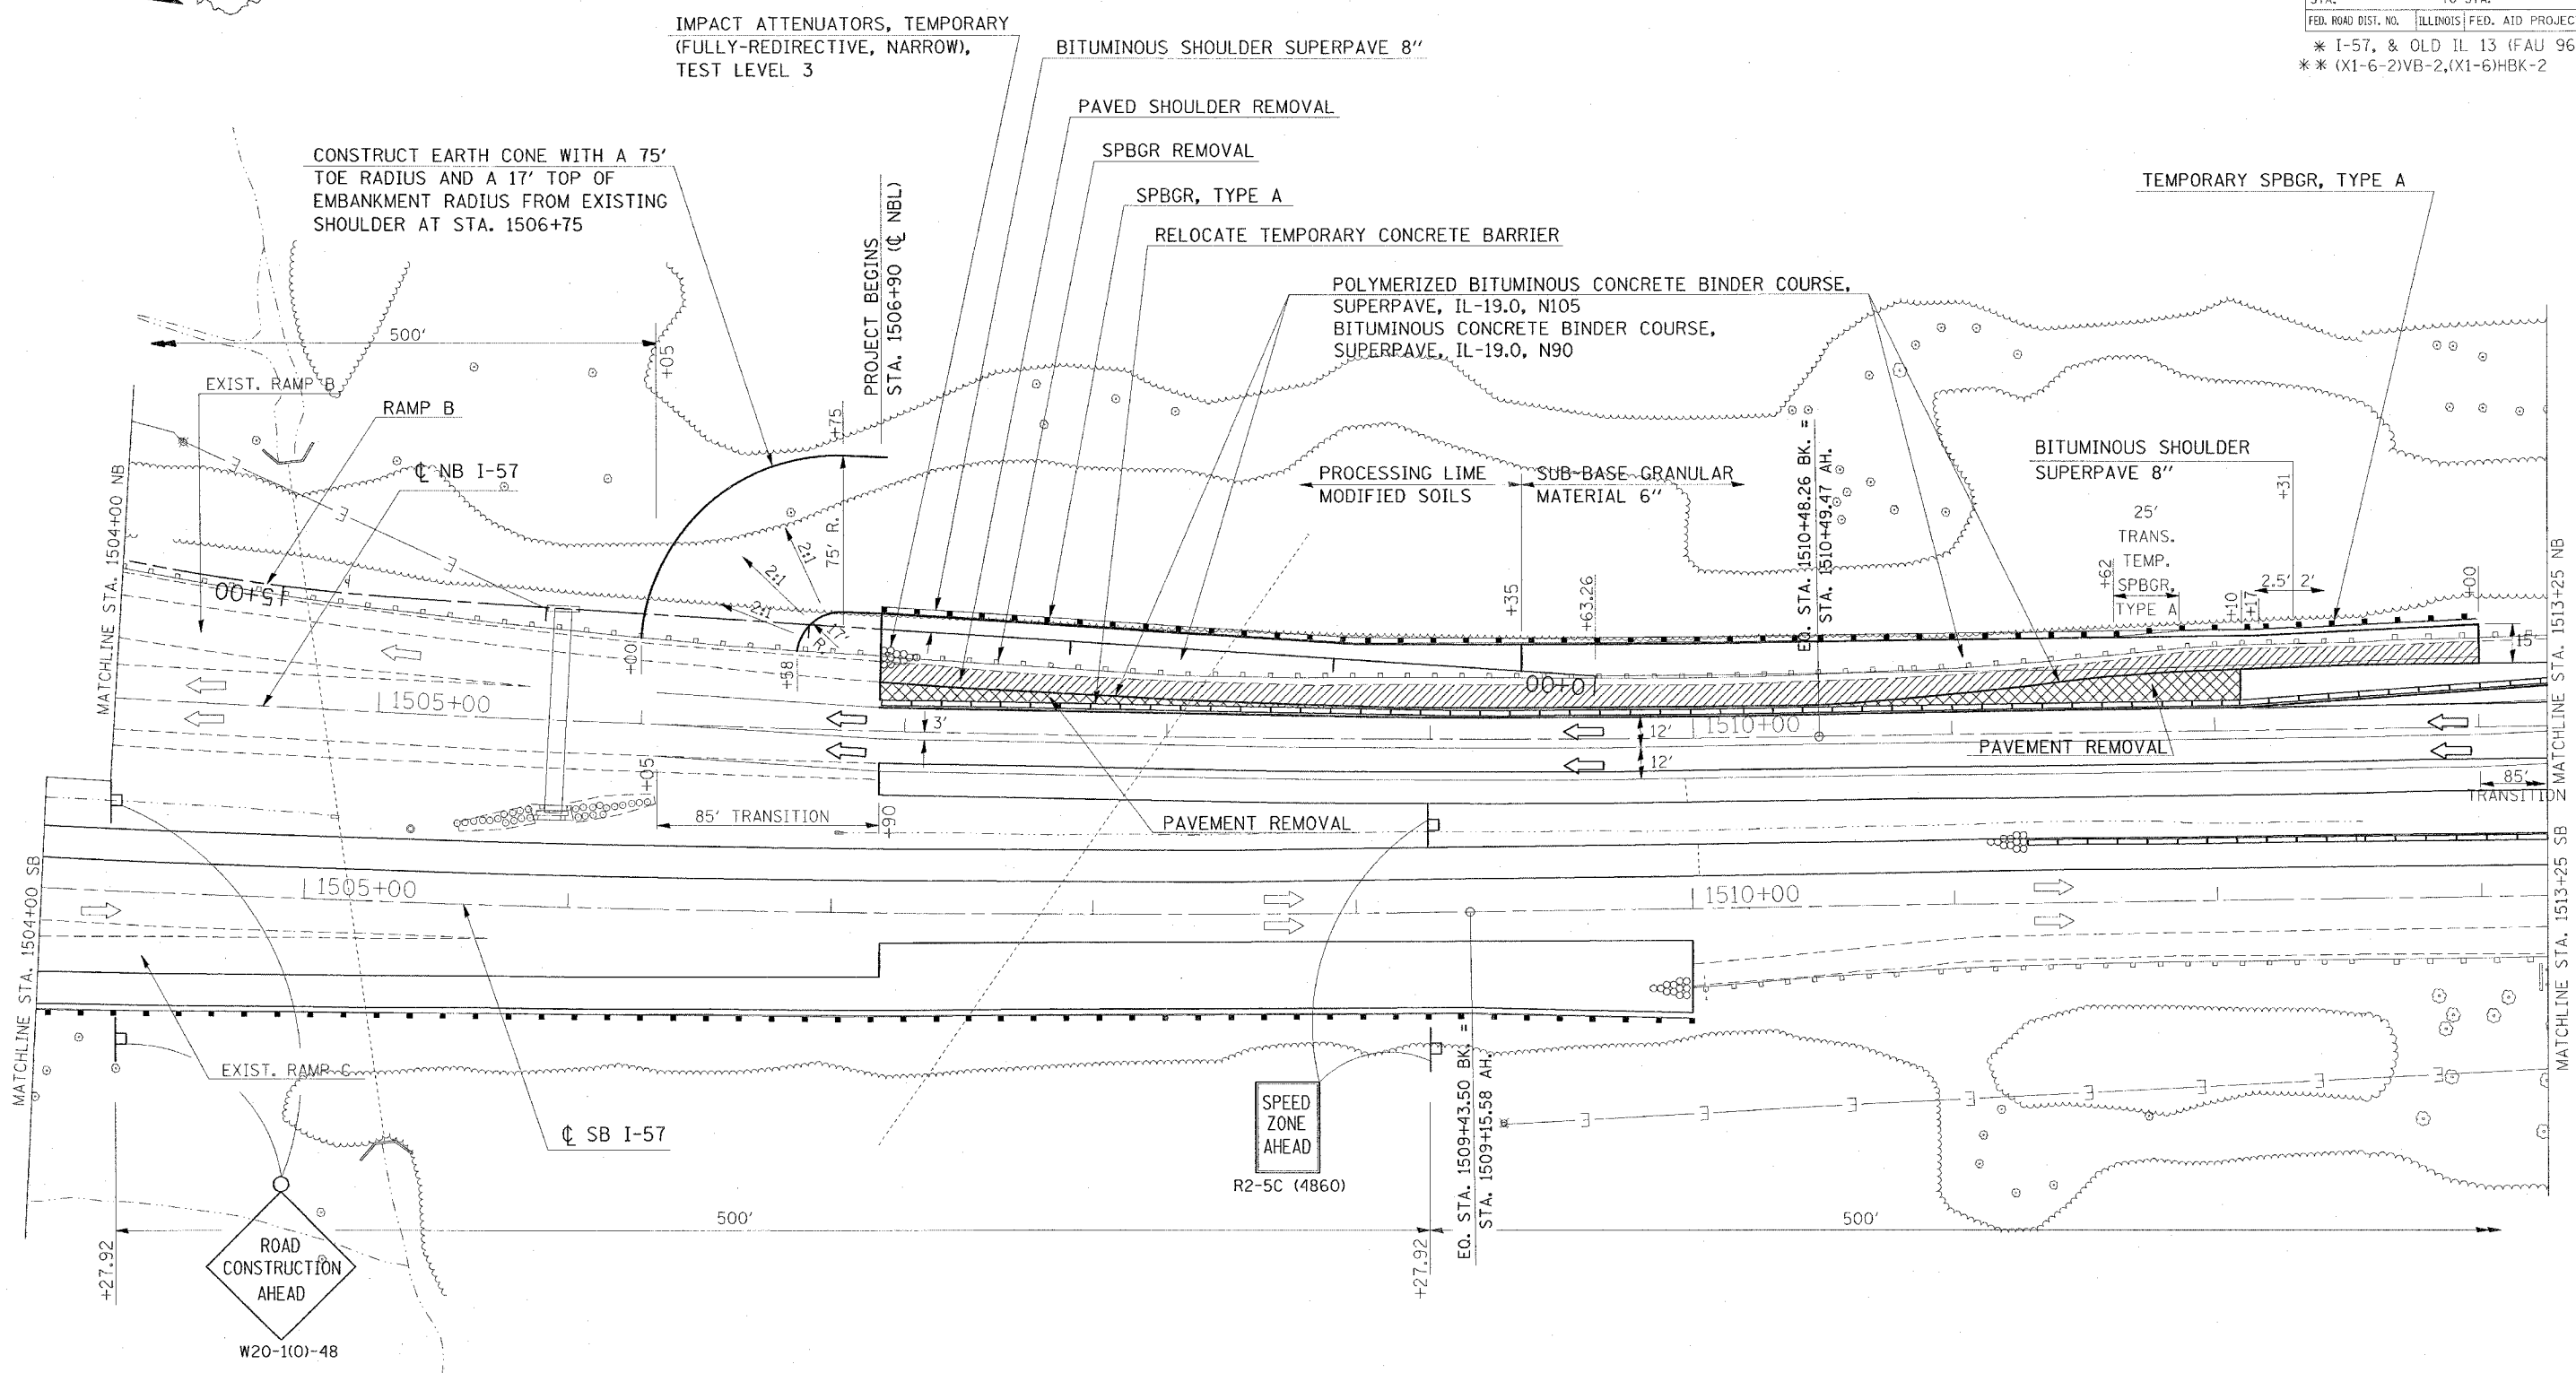 FED. ROAD DIST. NO. ILLINOIS FED. AID PROJEC
* I-57, & OLD IL 13 (FAU 96
** (X1-6-2)VB-2,(X1-6)HBK-2
IMPACT ATTENUATORS, TEMPORARY
(FULLY-REDIRECTIVE, NARROW),
TEST LEVEL 3
BITUMINOUS SHOULDER SUPERPAVE 8"
PAVED SHOULDER REMOVAL
SPBGR REMOVAL
SPBGR, TYPE A
RELOCATE TEMPORARY CONCRETE BARRIER
CONSTRUCT EARTH CONE WITH A 75'
TOE RADIUS AND A 17' TOP OF
EMBANKMENT RADIUS FROM EXISTING
SHOULDER AT STA. 1506+75
TEMPORARY SPBGR, TYPE A
PROJECT BEGINS
STA. 1506+90 (℄ NBL)
POLYMERIZED BITUMINOUS CONCRETE BINDER COURSE,
SUPERPAVE, IL-19.0, N105
BITUMINOUS CONCRETE BINDER COURSE,
SUPERPAVE, IL-19.0, N90
500'
+05
EXIST. RAMP B
RAMP B
℄ NB I-57
+75
75' R.
2:1
2:1
2:1
17' R.
PROCESSING LIME
MODIFIED SOILS
SUB-BASE GRANULAR
MATERIAL 6"
EQ. STA. 1510+48.26 BK. =
STA. 1510+49.47 AH.
BITUMINOUS SHOULDER
SUPERPAVE 8"
+31
25'
TRANS.
TEMP.
SPBGR,
TYPE A
+62
+10
+17
2.5' 2'
+00
15'
MATCHLINE STA. 1504+00 NB
MATCHLINE STA. 1513+25 NB
15+00
+00
+58
+35
+63.26
0+00
1505+00
3'
12'
12'
1510+00
PAVEMENT REMOVAL
85'
TRANSITION
+05
85' TRANSITION
+90
PAVEMENT REMOVAL
MATCHLINE STA. 1504+00 SB
MATCHLINE STA. 1513+25 SB
1505+00
1510+00
EXIST. RAMP C
℄ SB I-57
SPEED
ZONE
AHEAD
R2-5C (4860)
EQ. STA. 1509+43.50 BK. =
STA. 1509+15.58 AH.
500'
500'
+27.92
+27.92
ROAD
CONSTRUCTION
AHEAD
W20-1(O)-48